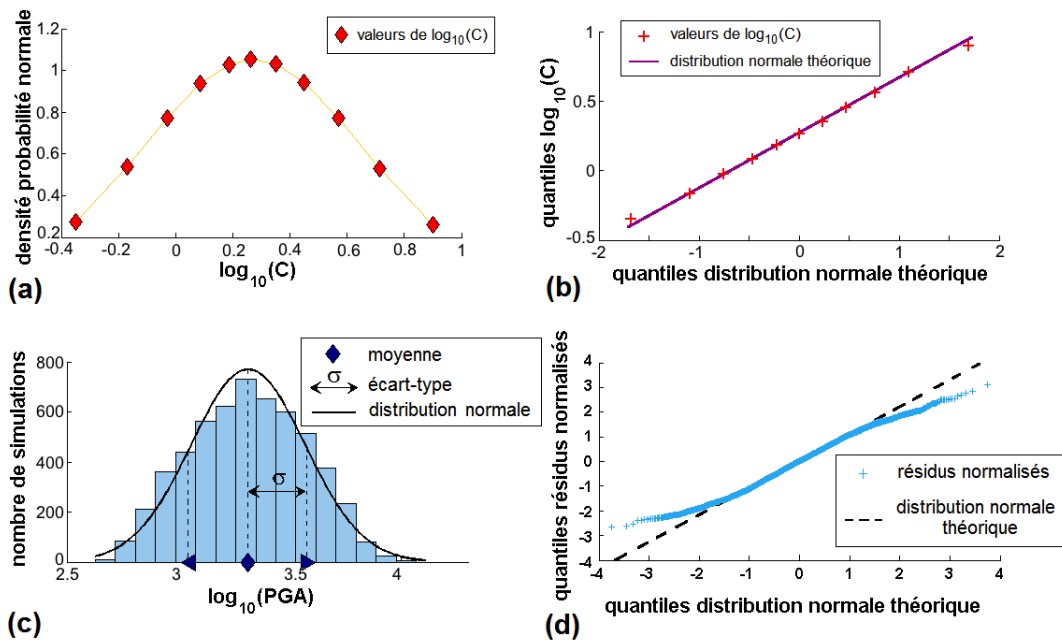 valeurs de log10(C)
densité probabilité normale
1.2
1.0
0.8
0.6
0.4
0.2
-0.4
-0.2
0
0.2
0.4
0.6
0.8
1
log10(C)
(a)
valeurs de log10(C)
distribution normale théorique
quantiles log10(C)
1
0.5
0
-0.5
-2
-1
0
1
2
quantiles distribution normale théorique
(b)
moyenne
σ
écart-type
distribution normale
nombre de simulations
800
600
400
200
0
σ
2.5
3
3.5
4
log10(PGA)
(c)
quantiles résidus normalisés
4
3
2
1
0
-1
-2
-3
-4
résidus normalisés
distribution normale
théorique
-4
-3
-2
-1
0
1
2
3
4
quantiles distribution normale théorique
(d)